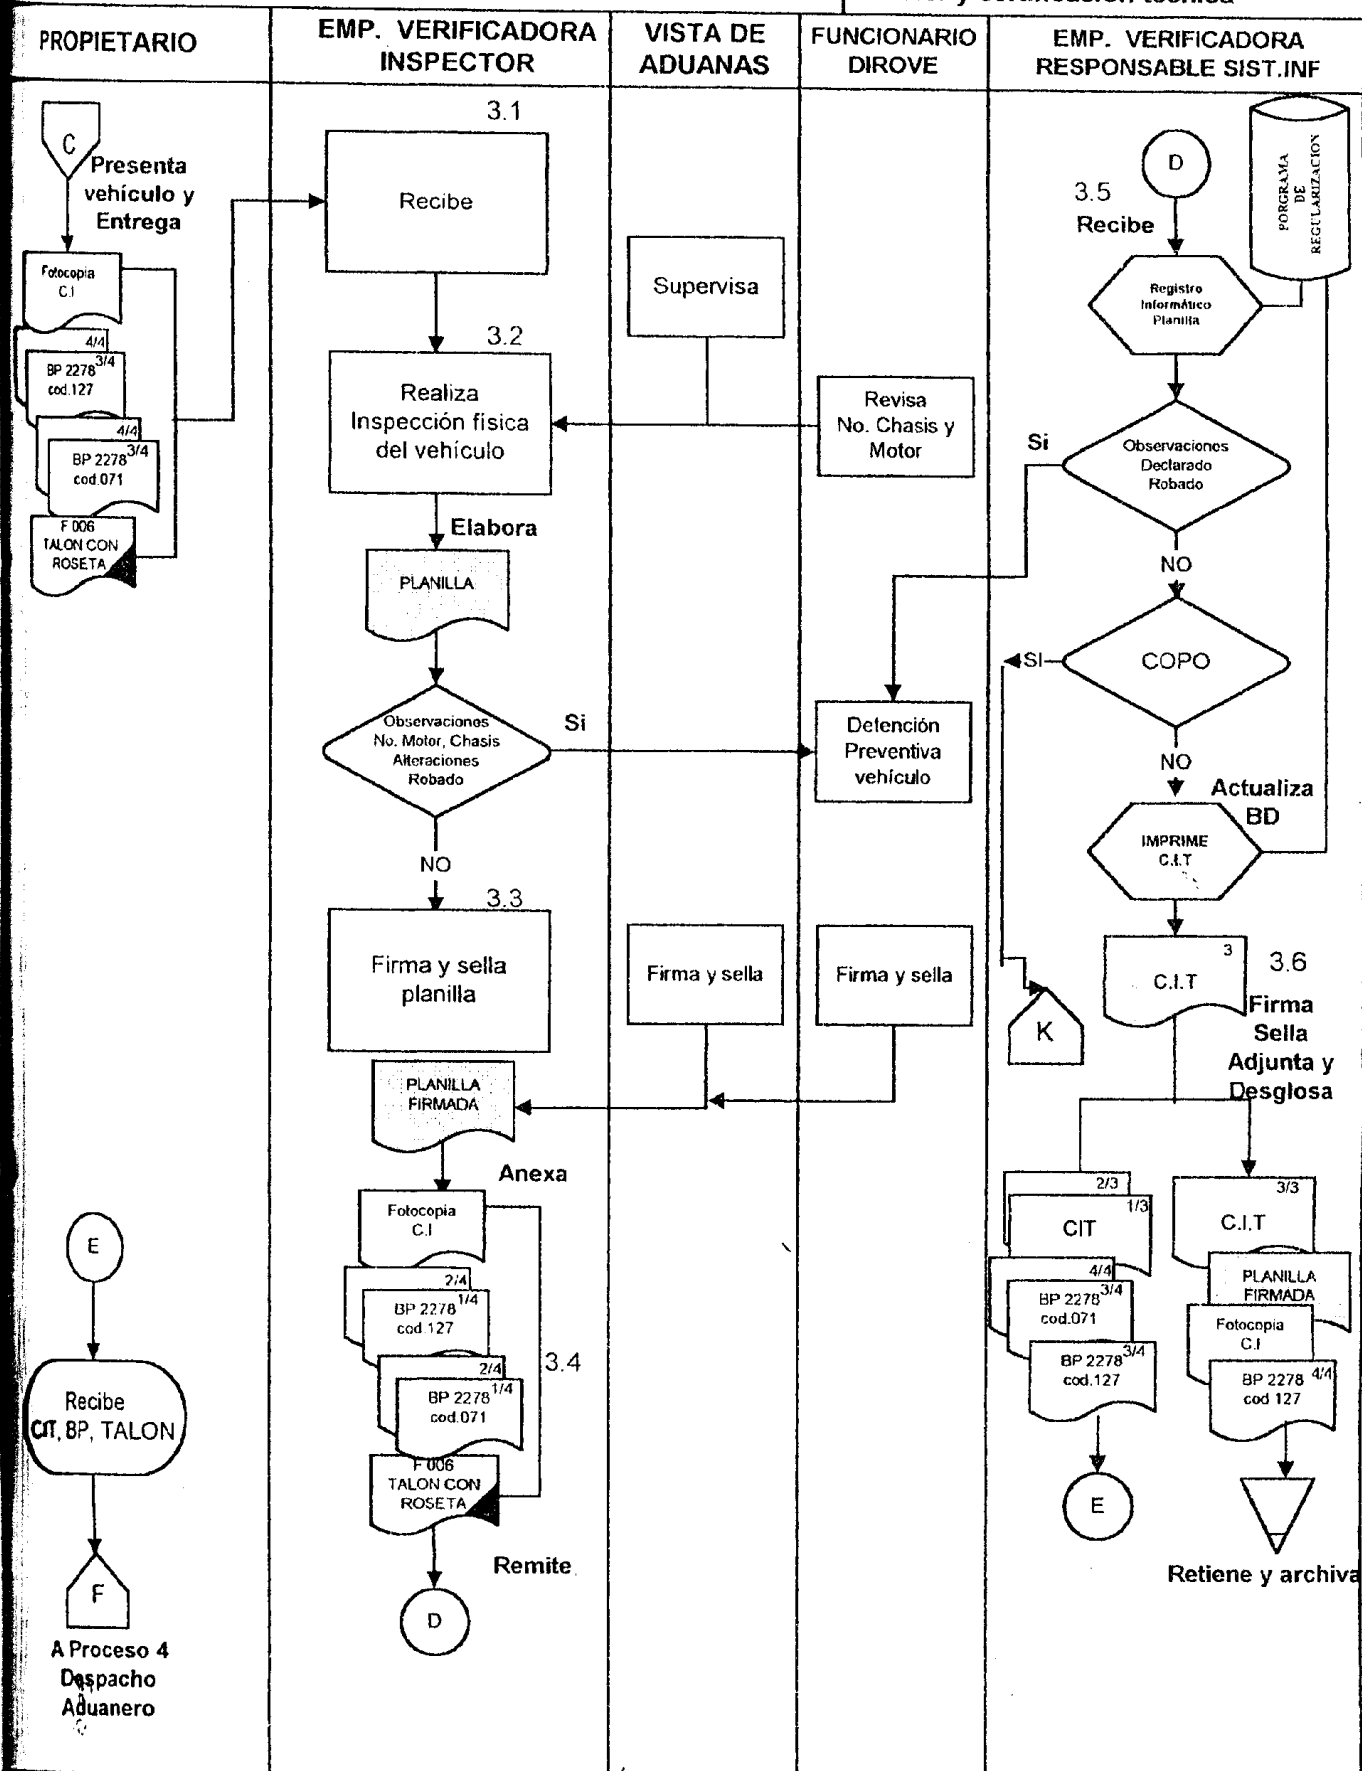 y certificación técnica
PROPIETARIO
EMP. VERIFICADORA
INSPECTOR
VISTA DE
ADUANAS
FUNCIONARIO
DIROVE
EMP. VERIFICADORA
RESPONSABLE SIST.INF
C
Presenta
vehículo y
Entrega
Fotocopia
C.I
4/4
BP 2278 3/4
cod.127
4/4
BP 2278 3/4
cod.071
F 006
TALON CON
ROSETA
E
Recibe
CIT, BP, TALON
F
A Proceso 4
Despacho
Aduanero
3.1
Recibe
3.2
Realiza
Inspección física
del vehículo
Elabora
PLANILLA
Observaciones
No. Motor, Chasis
Alteraciones
Robado
Si
NO
3.3
Firma y sella
planilla
PLANILLA
FIRMADA
Anexa
Fotocopia
C.I
2/4
BP 2278 1/4
cod.127
2/4
BP 2278 1/4
cod.071
3.4
F 006
TALON CON
ROSETA
Remite
D
Supervisa
Firma y sella
Revisa
No. Chasis y
Motor
Detención
Preventiva
vehículo
Firma y sella
D
PORGRAMA
DE
REGULARIZACION
3.5
Recibe
Registro
Informático
Planilla
Si
Observaciones
Declarado
Robado
NO
SI
COPO
NO
Actualiza
BD
IMPRIME
C.I.T
3
C.I.T
3.6
Firma
Sella
Adjunta y
Desglosa
K
2/3
1/3
CIT
4/4
BP 2278 3/4
cod.071
BP 2278 3/4
cod.127
E
3/3
C.I.T
PLANILLA
FIRMADA
Fotocopia
C.I
BP 2278 4/4
cod 127
Retiene y archiva